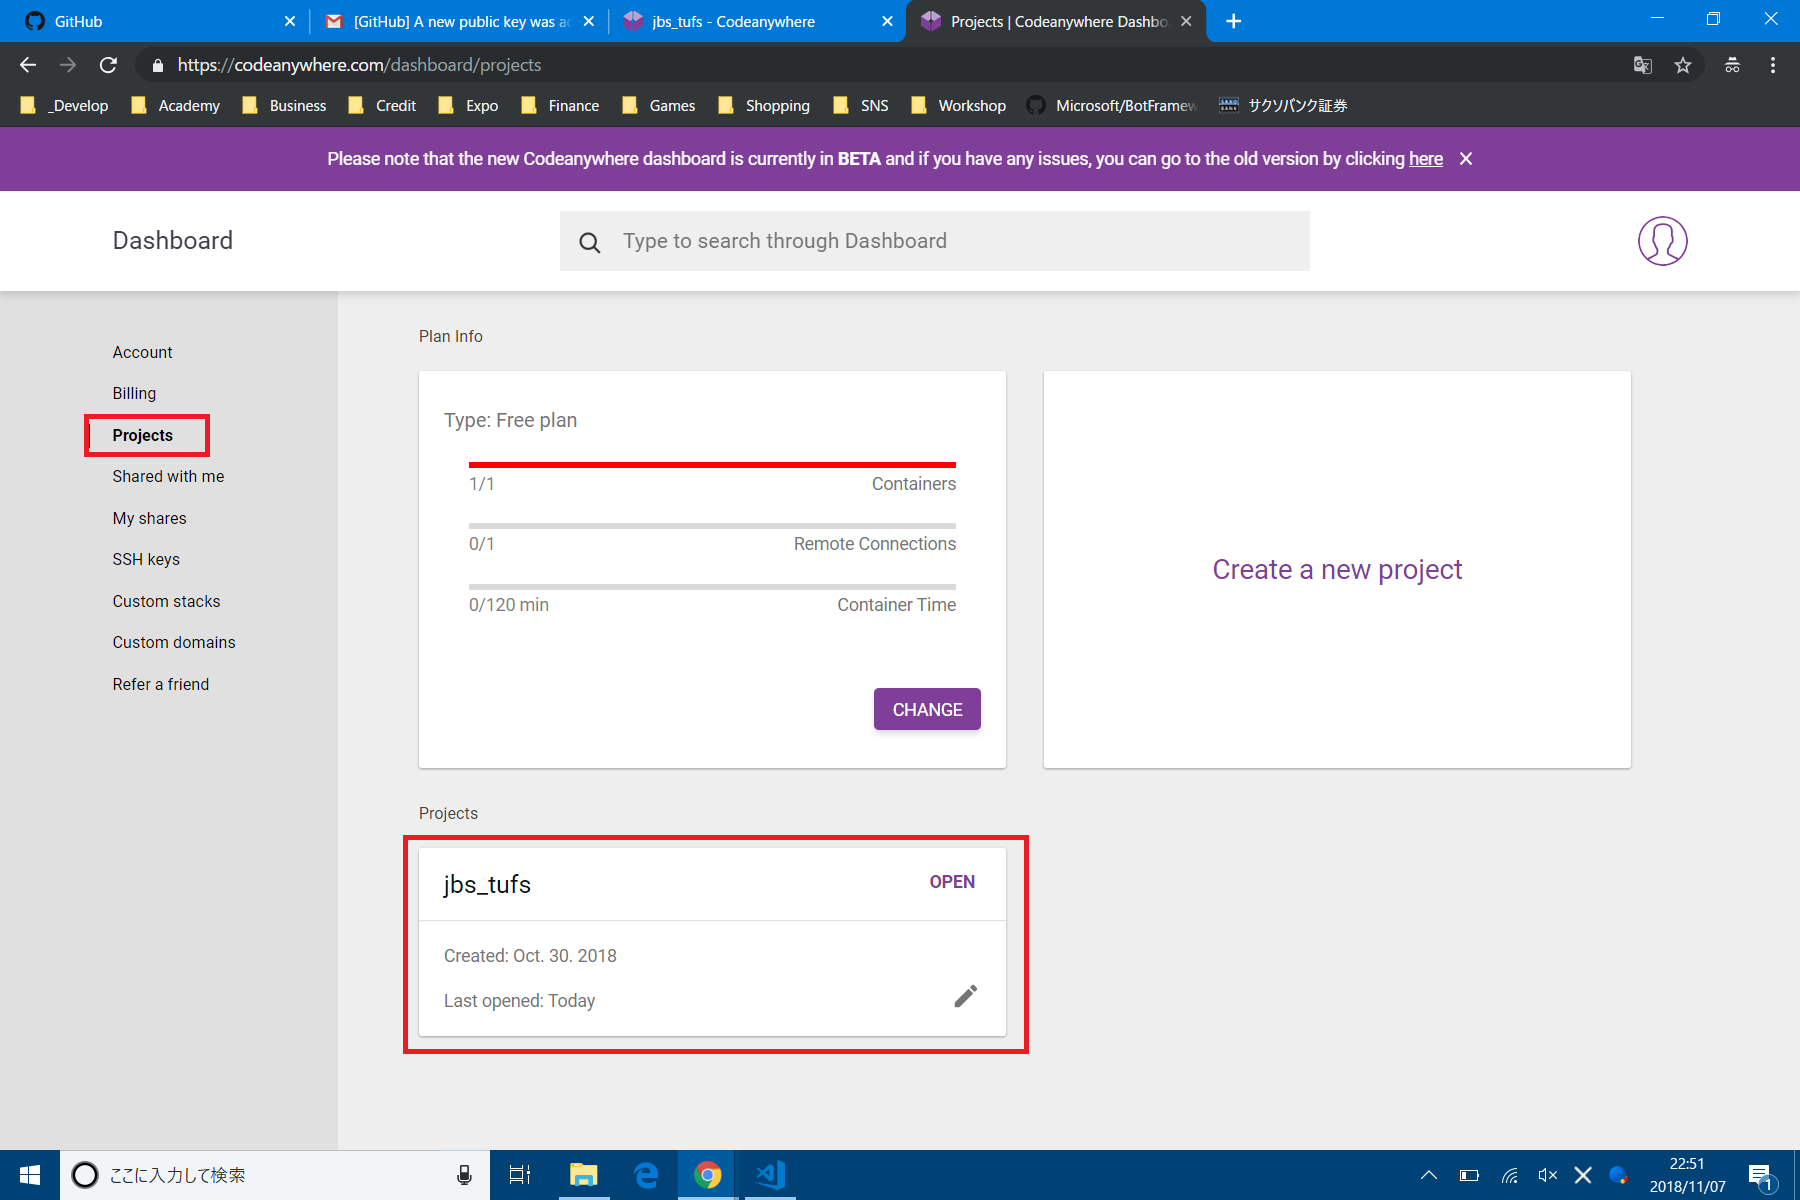 GitHub
[GitHub] A new public key was a
jbs_tufs - Codeanywhere
Projects | Codeanywhere Dashbo
https://codeanywhere.com/dashboard/projects
_Develop
Academy
Business
Credit
Expo
Finance
Games
Shopping
SNS
Workshop
Microsoft/BotFramew
サクソバンク証券
Please note that the new Codeanywhere dashboard is currently in BETA and if you have any issues, you can go to the old version by clicking here
Dashboard
Type to search through Dashboard
Account
Billing
Projects
Shared with me
My shares
SSH keys
Custom stacks
Custom domains
Refer a friend
Plan Info
Type: Free plan
1/1 Containers
0/1 Remote Connections
0/120 min Container Time
CHANGE
Create a new project
Projects
jbs_tufs
OPEN
Created: Oct. 30. 2018
Last opened: Today
ここに入力して検索
22:51
2018/11/07
1